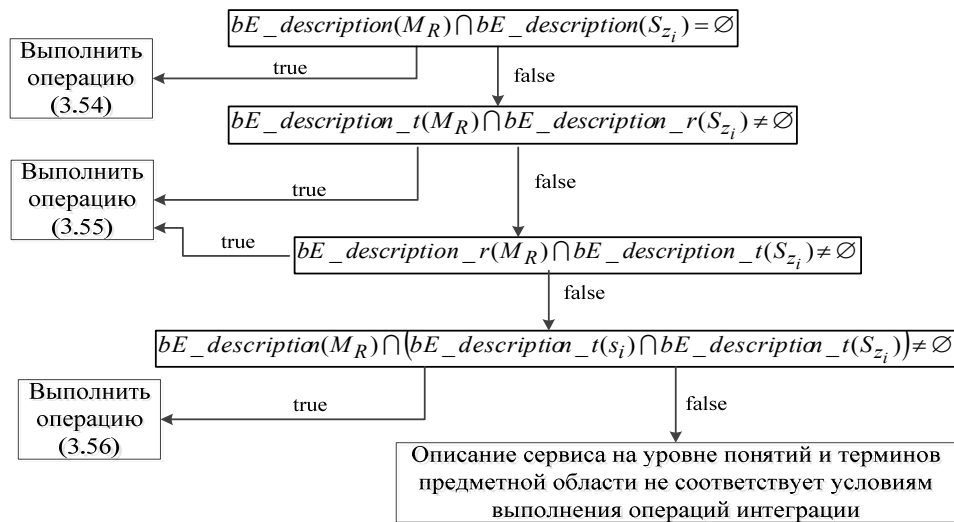 bE_description(M_R)⋂bE_description(S_{z_i})=∅
Выполнить
операцию
(3.54)
true
false
bE_description_t(M_R)⋂bE_description_r(S_{z_i})≠∅
Выполнить
операцию
(3.55)
true
false
true
bE_description_r(M_R)⋂bE_description_t(S_{z_i})≠∅
false
bE_description(M_R)⋂(bE_description_t(s_i)⋂bE_description_t(S_{z_i}))≠∅
Выполнить
операцию
(3.56)
true
false
Описание сервиса на уровне понятий и терминов
предметной области не соответствует условиям
выполнения операций интеграции